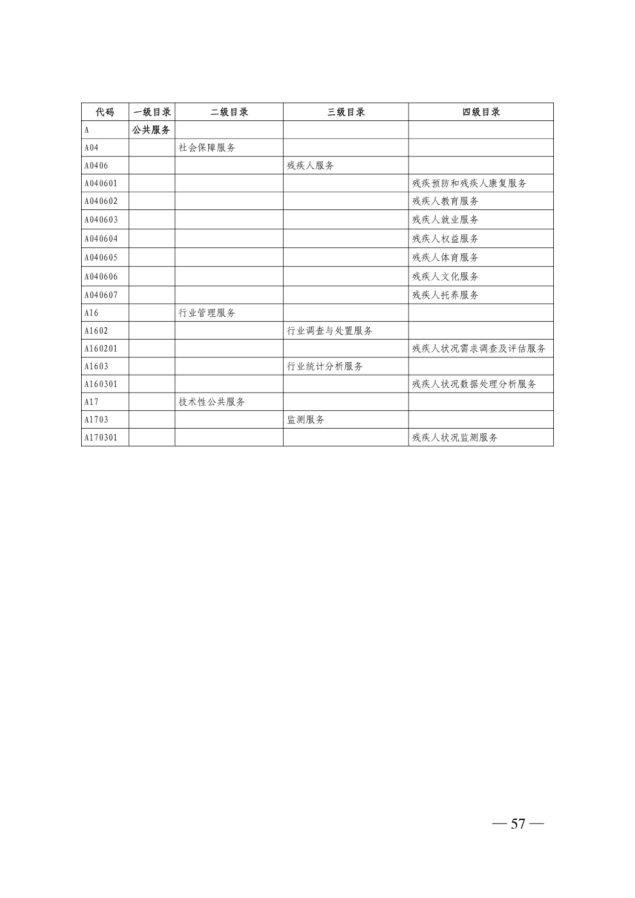 代码 一级目录 二级目录 三级目录 四级目录
A 公共服务
A04 社会保障服务
A0406 残疾人服务
A040601 残疾预防和残疾人康复服务
A040602 残疾人教育服务
A040603 残疾人就业服务
A040604 残疾人权益服务
A040605 残疾人体育服务
A040606 残疾人文化服务
A040607 残疾人托养服务
A16 行业管理服务
A1602 行业调查与处置服务
A160201 残疾人状况需求调查及评估服务
A1603 行业统计分析服务
A160301 残疾人状况数据处理分析服务
A17 技术性公共服务
A1703 监测服务
A170301 残疾人状况监测服务
— 57 —